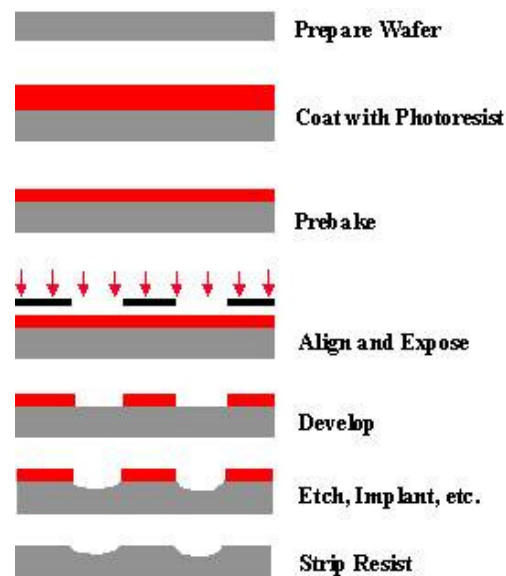 Prepare Wafer
Coat with Photoresist
Prebake
Align and Expose
Develop
Etch, Implant, etc.
Strip Resist